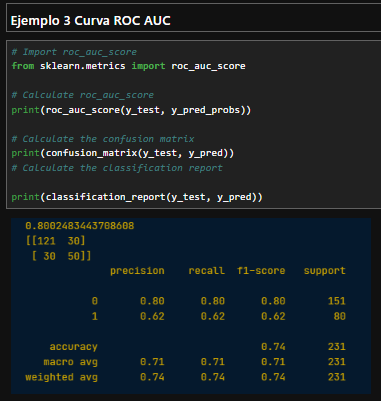 Ejemplo 3 Curva ROC AUC
# Import roc_auc_score
from sklearn.metrics import roc_auc_score
# Calculate roc_auc_score
print(roc_auc_score(y_test, y_pred_probs))
# Calculate the confusion matrix
print(confusion_matrix(y_test, y_pred))
# Calculate the classification report
print(classification_report(y_test, y_pred))
0.8002483443708608
[[121 30]
[ 30 50]]
precision recall f1-score support
0 0.80 0.80 0.80 151
1 0.62 0.62 0.62 80
accuracy 0.74 231
macro avg 0.71 0.71 0.71 231
weighted avg 0.74 0.74 0.74 231